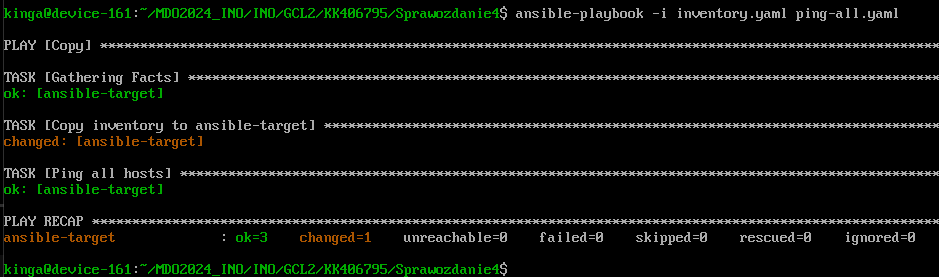 kinga@device-161:~/MDO2024_INO/INO/GCL2/KK406795/Sprawozdanie4$ ansible-playbook -i inventory.yaml ping-all.yaml
PLAY [Copy] *********************************************************************************************************
TASK [Gathering Facts] **********************************************************************************************
ok: [ansible-target]
TASK [Copy inventory to ansible-target] *****************************************************************************
changed: [ansible-target]
TASK [Ping all hosts] ***********************************************************************************************
ok: [ansible-target]
PLAY RECAP **********************************************************************************************************
ansible-target             : ok=3    changed=1    unreachable=0    failed=0    skipped=0    rescued=0    ignored=0
kinga@device-161:~/MDO2024_INO/INO/GCL2/KK406795/Sprawozdanie4$